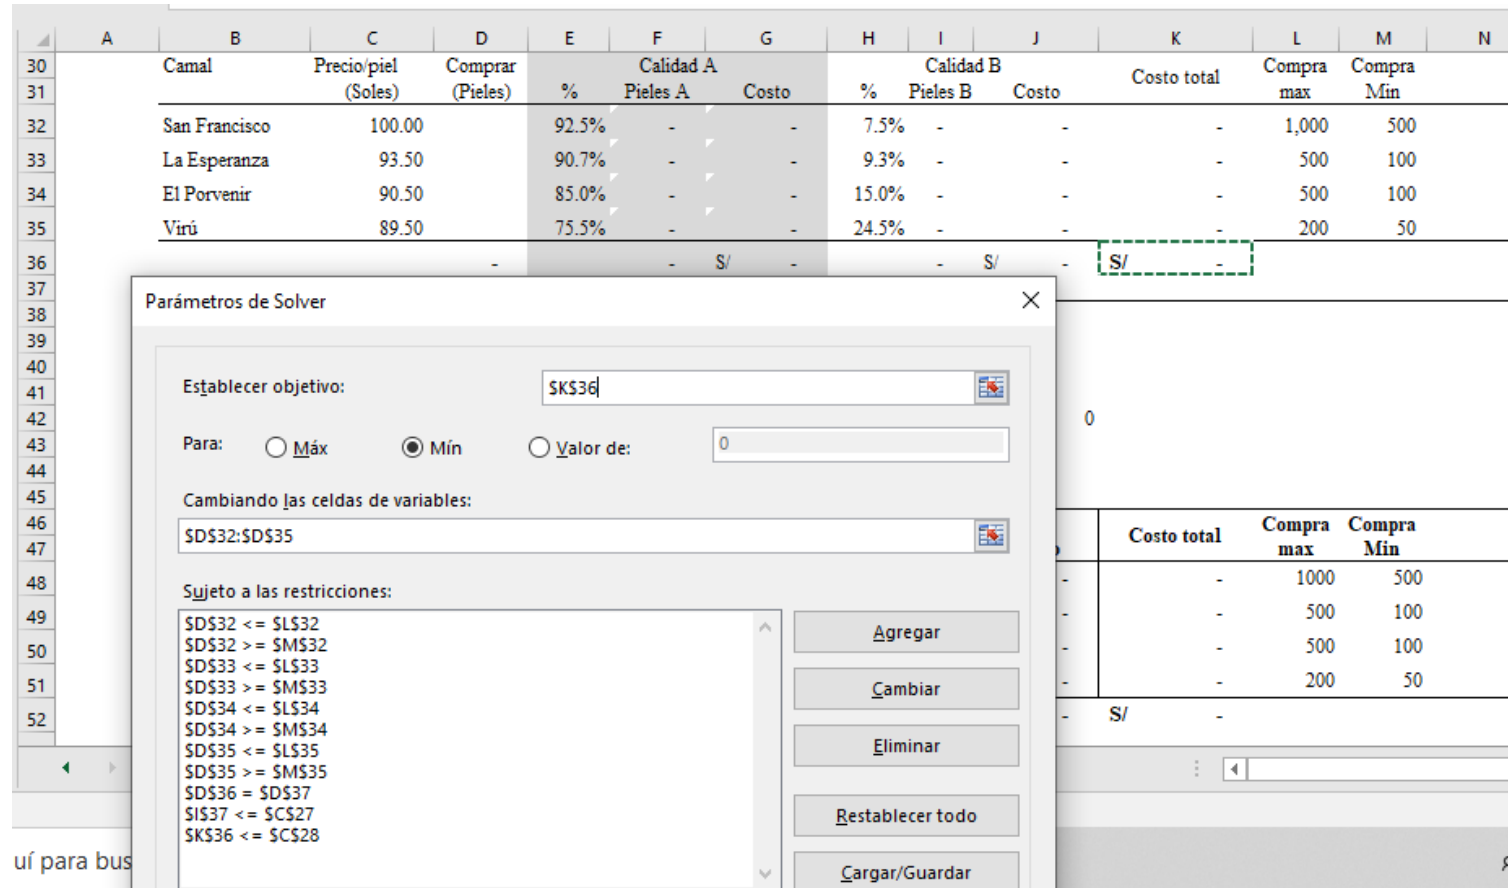 A B C D E F G H I J K L M N
30 Camal Precio/piel Comprar Calidad A Calidad B Costo total Compra Compra
31 (Soles) (Pieles) % Pieles A Costo % Pieles B Costo max Min
32 San Francisco 100.00 92.5% - - 7.5% - - - 1,000 500
33 La Esperanza 93.50 90.7% - - 9.3% - - - 500 100
34 El Porvenir 90.50 85.0% - - 15.0% - - - 500 100
35 Virú 89.50 75.5% - - 24.5% - - - 200 50
36 - - S/ - - S/ - S/ -
37
38
39
40
41
42 0
43
44
45
46 Costo total Compra Compra
47 max Min
48 - - 1000 500
49 - - 500 100
50 - - 500 100
51 - - 200 50
52 - S/ -
Parámetros de Solver
Establecer objetivo: $K$36
Para: Máx Mín Valor de: 0
Cambiando las celdas de variables:
$D$32:$D$35
Sujeto a las restricciones:
$D$32 <= $L$32
$D$32 >= $M$32
$D$33 <= $L$33
$D$33 >= $M$33
$D$34 <= $L$34
$D$34 >= $M$34
$D$35 <= $L$35
$D$35 >= $M$35
$D$36 = $D$37
$I$37 <= $C$27
$K$36 <= $C$28
Agregar
Cambiar
Eliminar
Restablecer todo
Cargar/Guardar
uí para bus